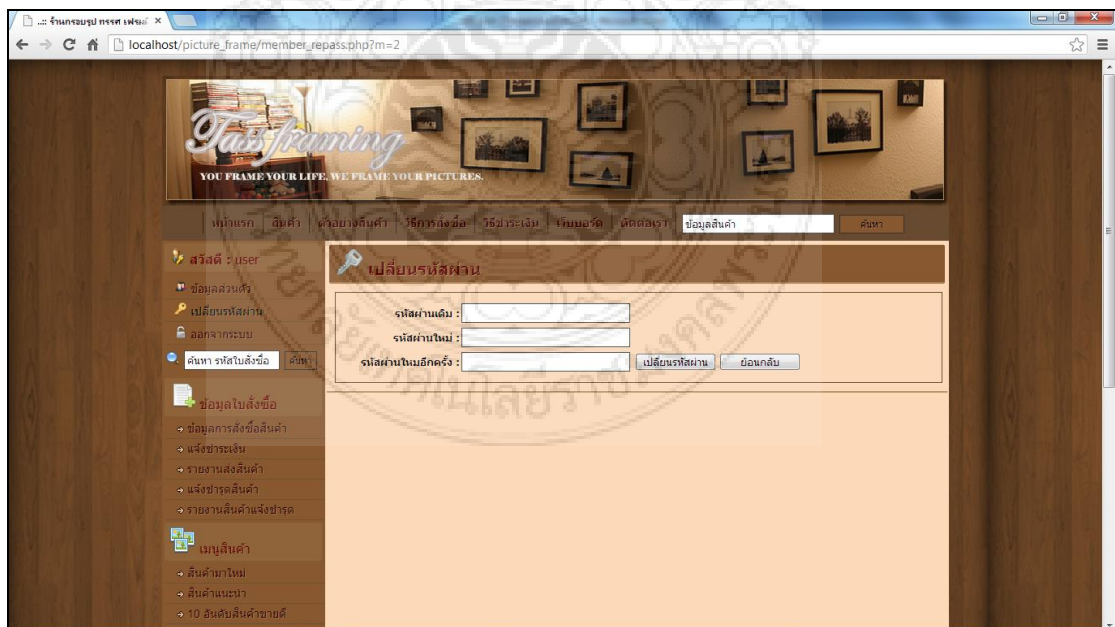 ..:: ร้านกรอบรูป ทรรศ เฟรม
localhost/picture_frame/member_repass.php?m=2
Tass framing
YOU FRAME YOUR LIFE, WE FRAME YOUR PICTURES.
หน้าแรก สินค้า ตัวอย่างสินค้า วิธีการสั่งซื้อ วิธีชำระเงิน เว็บบอร์ด ติดต่อเรา ข้อมูลสินค้า ค้นหา
สวัสดี : user
ข้อมูลส่วนตัว
เปลี่ยนรหัสผ่าน
ออกจากระบบ
ค้นหา รหัสใบสั่งซื้อ ค้นหา
ข้อมูลใบสั่งซื้อ
ข้อมูลการสั่งซื้อสินค้า
แจ้งชำระเงิน
รายงานส่งสินค้า
แจ้งชำรุดสินค้า
รายงานสินค้าแจ้งชำรุด
เมนูสินค้า
สินค้ามาใหม่
สินค้าแนะนำ
10 อันดับสินค้าขายดี
เปลี่ยนรหัสผ่าน
รหัสผ่านเดิม :
รหัสผ่านใหม่ :
รหัสผ่านใหม่อีกครั้ง : เปลี่ยนรหัสผ่าน ย้อนกลับ